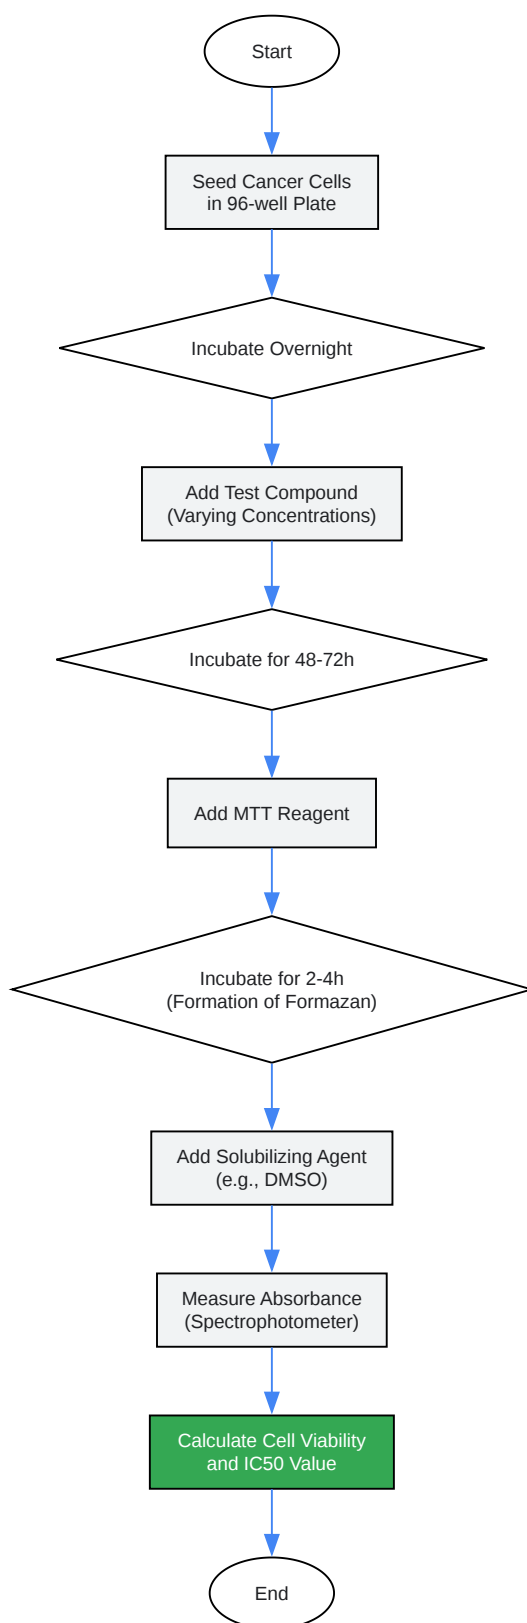 Start
Seed Cancer Cells
in 96-well Plate
Incubate Overnight
Add Test Compound
(Varying Concentrations)
Incubate for 48-72h
Add MTT Reagent
Incubate for 2-4h
(Formation of Formazan)
Add Solubilizing Agent
(e.g., DMSO)
Measure Absorbance
(Spectrophotometer)
Calculate Cell Viability
and IC50 Value
End